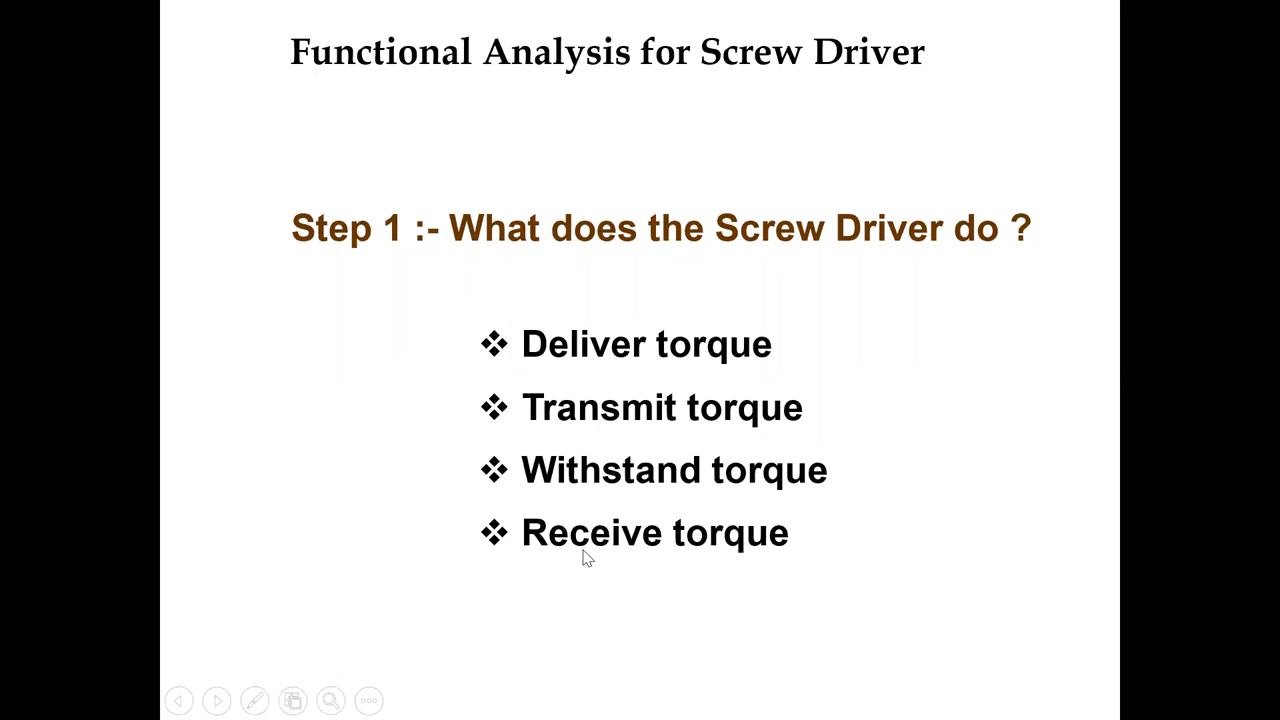 Functional Analysis for Screw Driver
Step 1 :- What does the Screw Driver do ?
❖ Deliver torque
❖ Transmit torque
❖ Withstand torque
❖ Receive torque